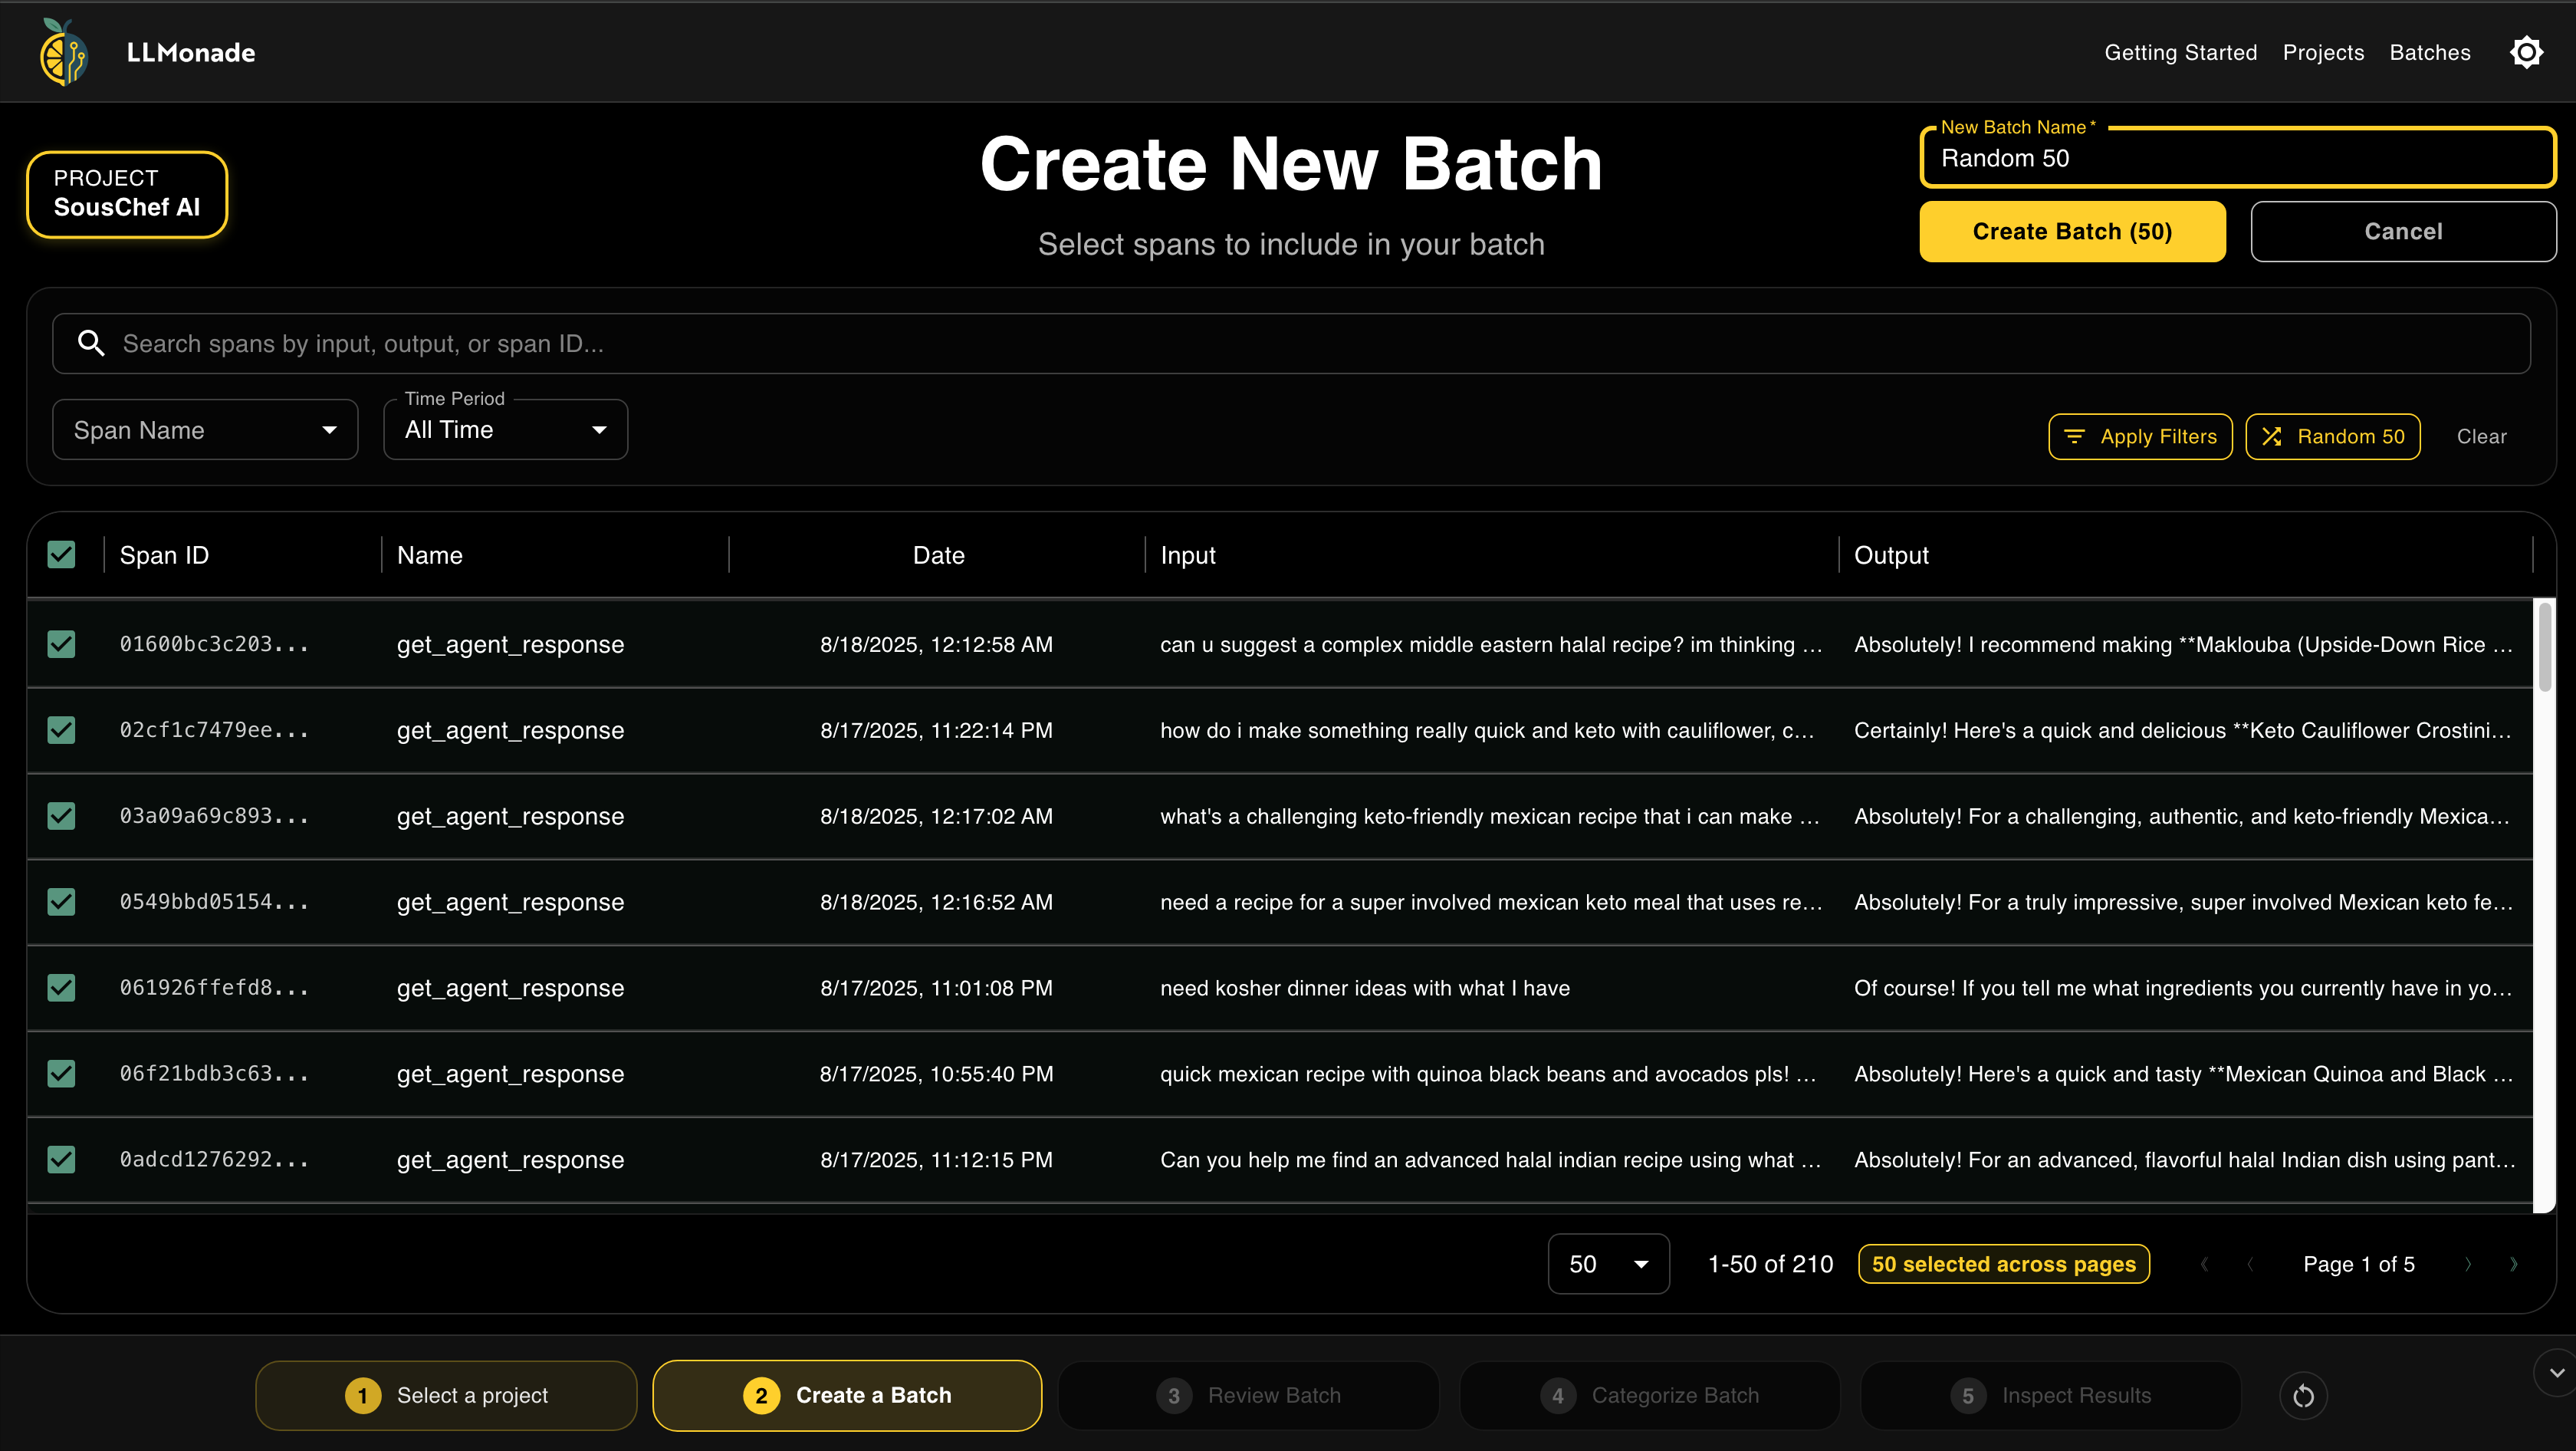 LLMonade
Getting Started Projects Batches
PROJECT
SousChef AI
Create New Batch
Select spans to include in your batch
New Batch Name *
Random 50
Create Batch (50) Cancel
Search spans by input, output, or span ID...
Span Name
Time Period
All Time
Apply Filters Random 50 Clear
Span ID Name Date Input Output
01600bc3c203... get_agent_response 8/18/2025, 12:12:58 AM can u suggest a complex middle eastern halal recipe? im thinking ... Absolutely! I recommend making **Maklouba (Upside-Down Rice ...
02cf1c7479ee... get_agent_response 8/17/2025, 11:22:14 PM how do i make something really quick and keto with cauliflower, c... Certainly! Here's a quick and delicious **Keto Cauliflower Crostini...
03a09a69c893... get_agent_response 8/18/2025, 12:17:02 AM what's a challenging keto-friendly mexican recipe that i can make ... Absolutely! For a challenging, authentic, and keto-friendly Mexica...
0549bbd05154... get_agent_response 8/18/2025, 12:16:52 AM need a recipe for a super involved mexican keto meal that uses re... Absolutely! For a truly impressive, super involved Mexican keto fe...
061926ffefd8... get_agent_response 8/17/2025, 11:01:08 PM need kosher dinner ideas with what I have Of course! If you tell me what ingredients you currently have in yo...
06f21bdb3c63... get_agent_response 8/17/2025, 10:55:40 PM quick mexican recipe with quinoa black beans and avocados pls! ... Absolutely! Here's a quick and tasty **Mexican Quinoa and Black ...
0adcd1276292... get_agent_response 8/17/2025, 11:12:15 PM Can you help me find an advanced halal indian recipe using what ... Absolutely! For an advanced, flavorful halal Indian dish using pant...
50 1-50 of 210 50 selected across pages Page 1 of 5
1 Select a project 2 Create a Batch 3 Review Batch 4 Categorize Batch 5 Inspect Results